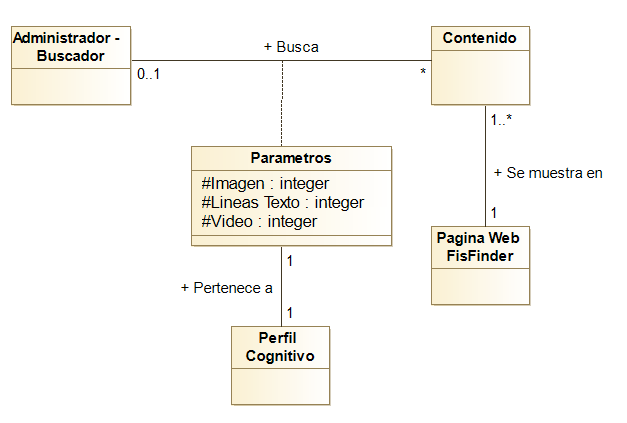 Administrador -
Buscador
+ Busca
0..1
*
Contenido
1..*
+ Se muestra en
1
Parametros
#Imagen : integer
#Lineas Texto : integer
#Video : integer
1
+ Pertenece a
1
Pagina Web
FisFinder
Perfil
Cognitivo